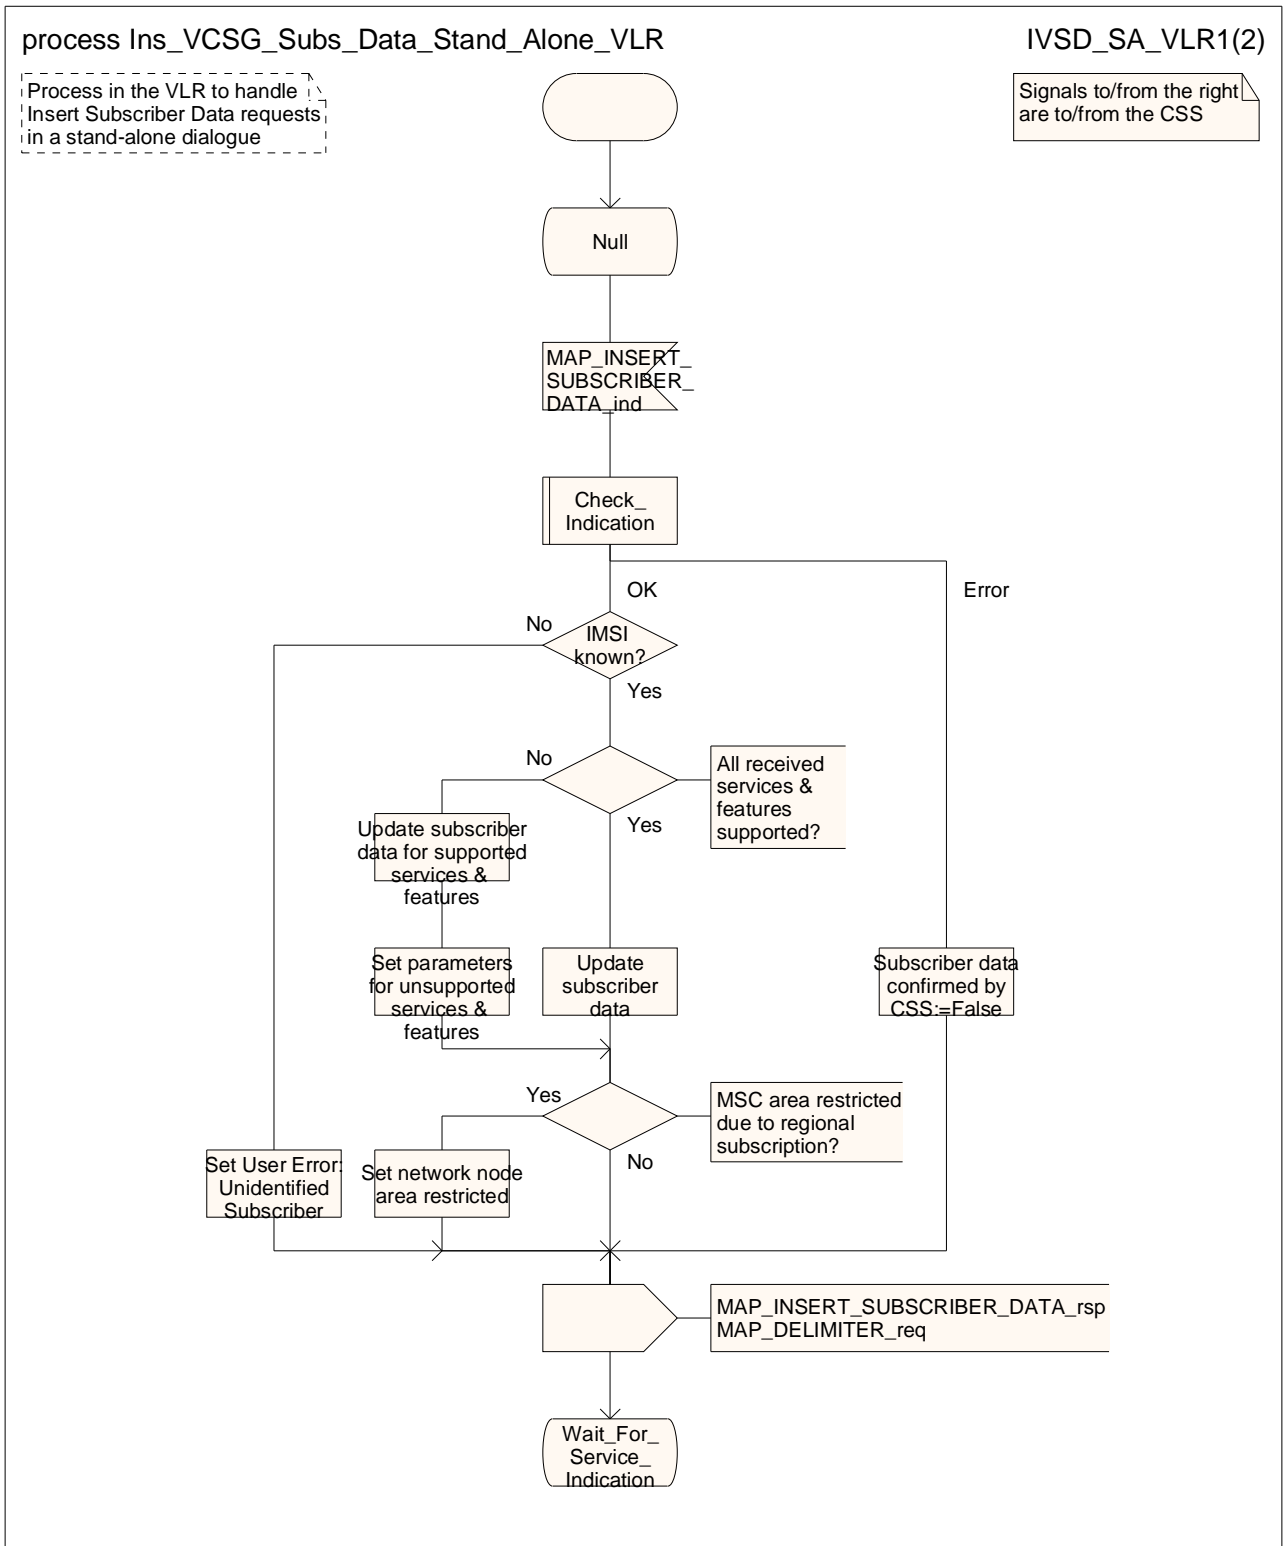 process Ins_VCSG_Subs_Data_Stand_Alone_VLR
IVSD_SA_VLR1(2)
Process in the VLR to handle
Insert Subscriber Data requests
in a stand-alone dialogue
Signals to/from the right
are to/from the CSS
Null
MAP_INSERT_
SUBSCRIBER_
DATA_ind
Check_
Indication
OK
Error
No
IMSI
known?
Yes
No
All received
services &
features
supported?
Yes
Update subscriber
data for supported
services &
features
Set parameters
for unsupported
services &
features
Update
subscriber
data
Subscriber data
confirmed by
CSS:=False
Yes
MSC area restricted
due to regional
subscription?
No
Set User Error:
Unidentified
Subscriber
Set network node
area restricted
MAP_INSERT_SUBSCRIBER_DATA_rsp
MAP_DELIMITER_req
Wait_For_
Service_
Indication